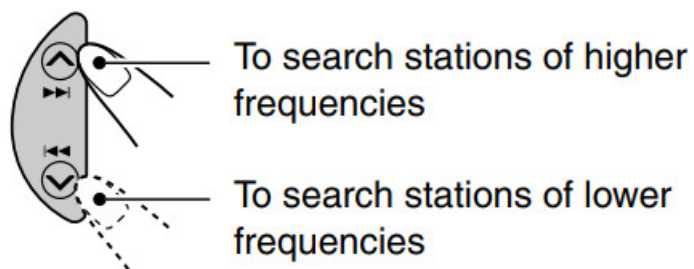 To search stations of higher
frequencies
To search stations of lower
frequencies